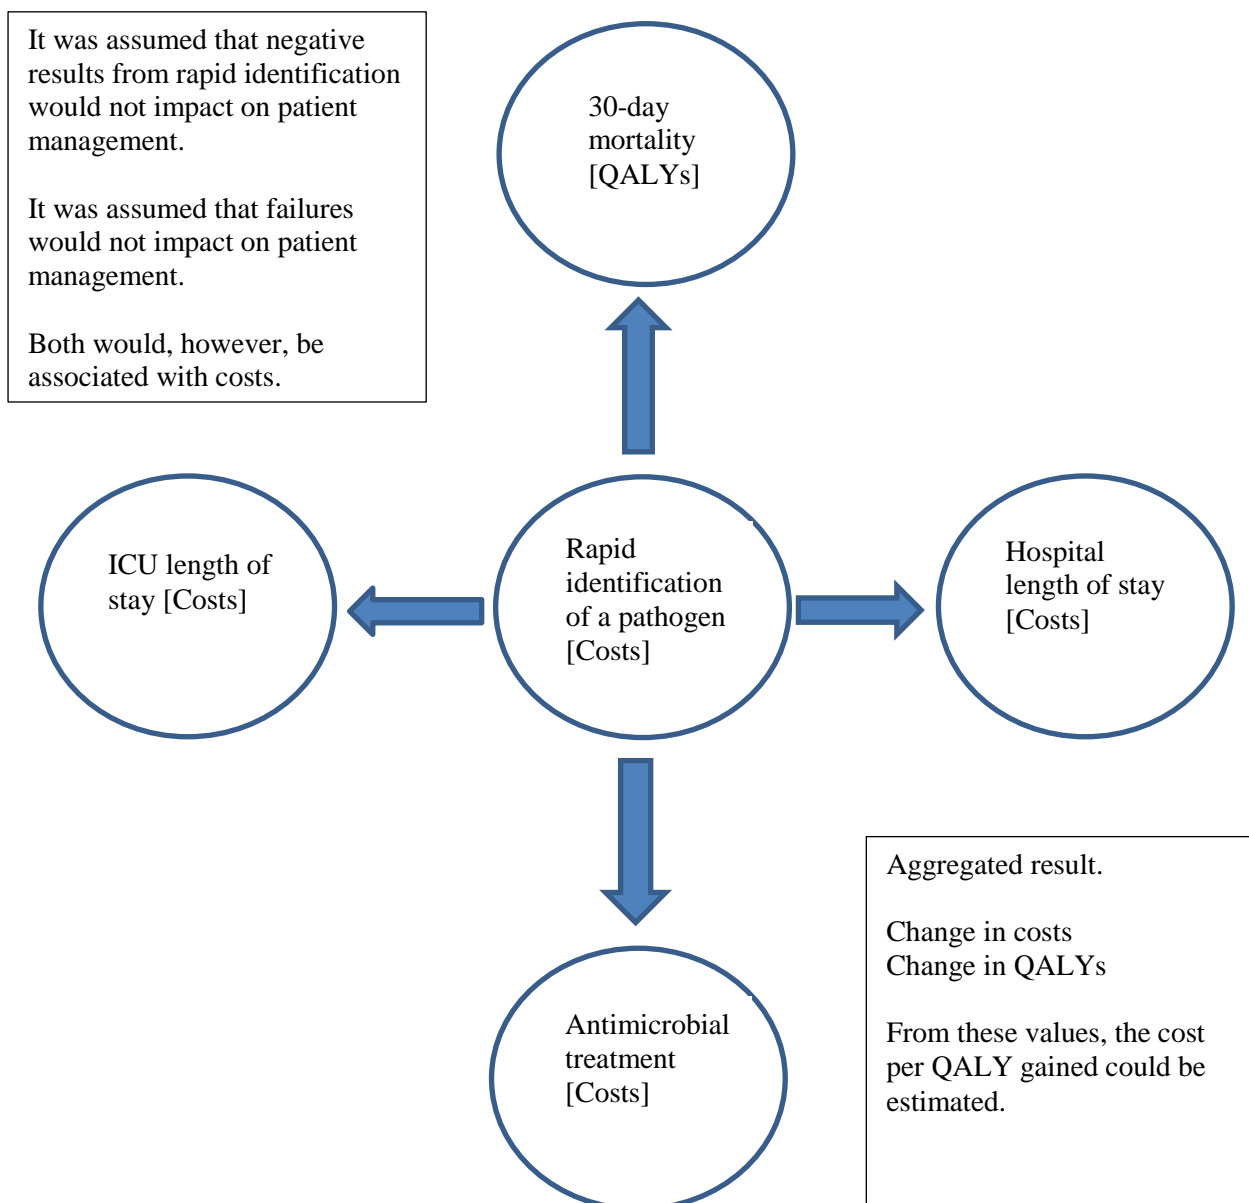 It was assumed that negative
results from rapid identification
would not impact on patient
management.
It was assumed that failures
would not impact on patient
management.
Both would, however, be
associated with costs.
30-day
mortality
[QALYs]
ICU length of
stay [Costs]
Rapid
identification
of a pathogen
[Costs]
Hospital
length of stay
[Costs]
Antimicrobial
treatment
[Costs]
Aggregated result.
Change in costs
Change in QALYs
From these values, the cost
per QALY gained could be
estimated.